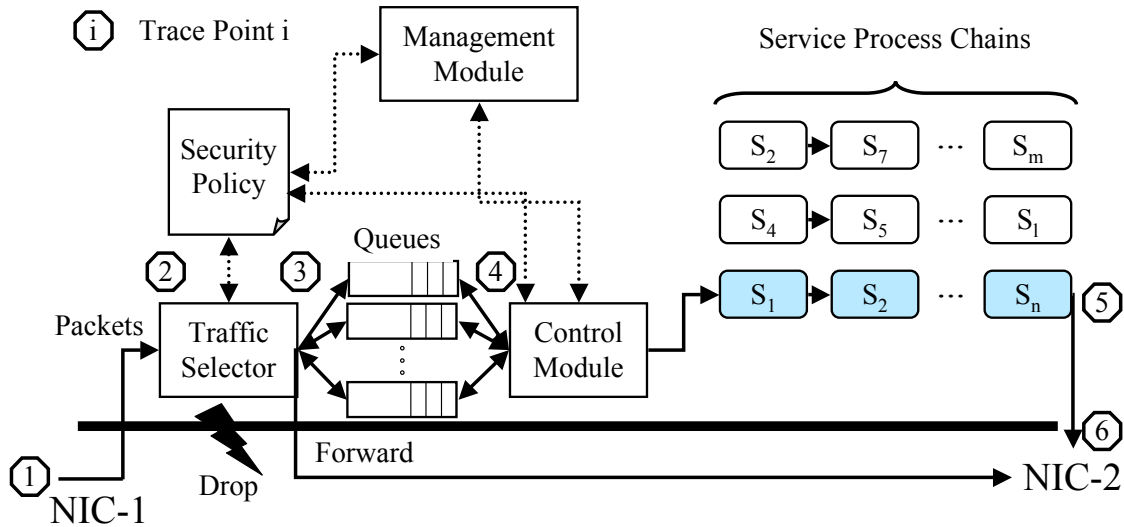 i Trace Point i
Management
Module
Service Process Chains
Security
Policy
S2 S7 ... Sm
S4 S5 ... Sl
Queues
2 3 4
S1 S2 ... Sn
5
Packets
Traffic
Selector
Control
Module
6
1
Forward
Drop
NIC-1
NIC-2